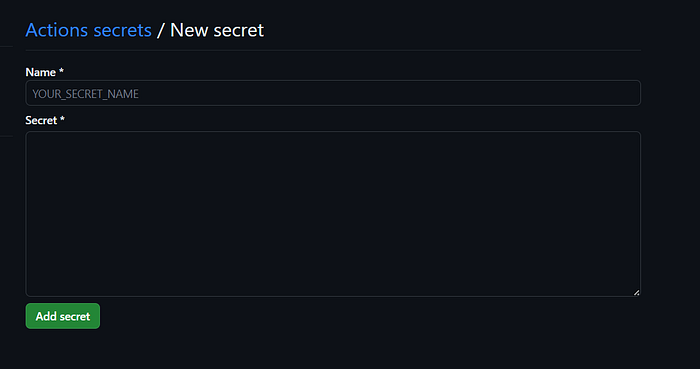 Actions secrets / New secret
Name *
YOUR_SECRET_NAME
Secret *
Add secret